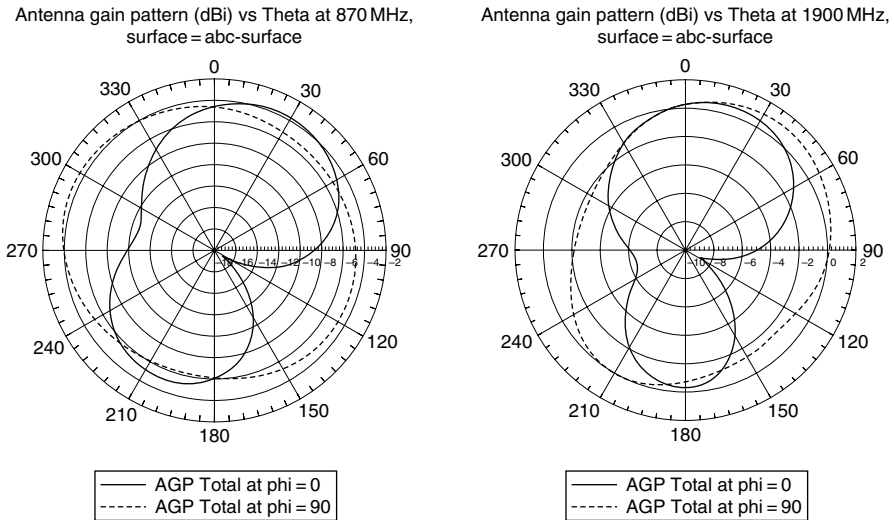 Antenna gain pattern (dBi) vs Theta at 870 MHz,
surface = abc-surface
0
30
60
90
120
150
180
210
240
270
300
330
−18 −16 −14 −12 −10 −8 −6 −4 −2
AGP Total at phi = 0
AGP Total at phi = 90
Antenna gain pattern (dBi) vs Theta at 1900 MHz,
surface = abc-surface
0
30
60
90
120
150
180
210
240
270
300
330
−10 −8 −6 −4 −2 0 2
AGP Total at phi = 0
AGP Total at phi = 90